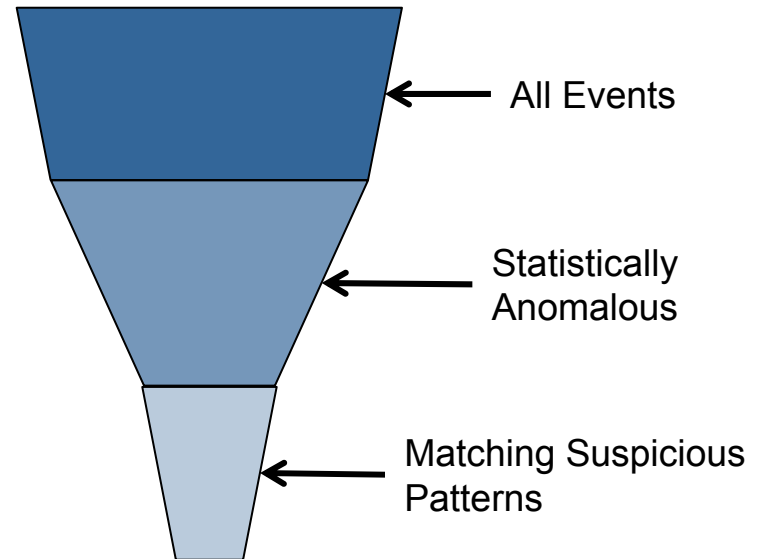 All Events
Statistically
Anomalous
Matching Suspicious
Patterns